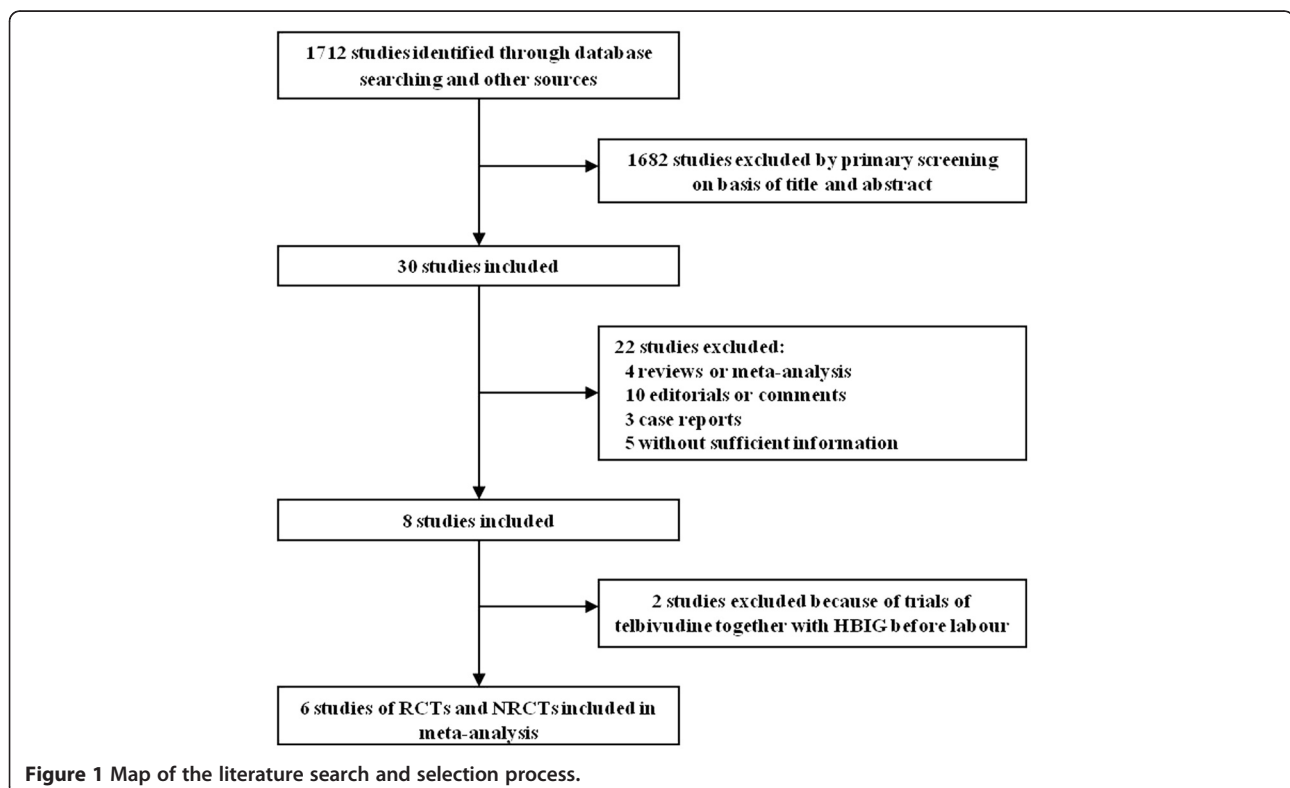 1712 studies identified through database
searching and other sources
1682 studies excluded by primary screening
on basis of title and abstract
30 studies included
22 studies excluded:
4 reviews or meta-analysis
10 editorials or comments
3 case reports
5 without sufficient information
8 studies included
2 studies excluded because of trials of
telbivudine together with HBIG before labour
6 studies of RCTs and NRCTs included in
meta-analysis
Figure 1 Map of the literature search and selection process.